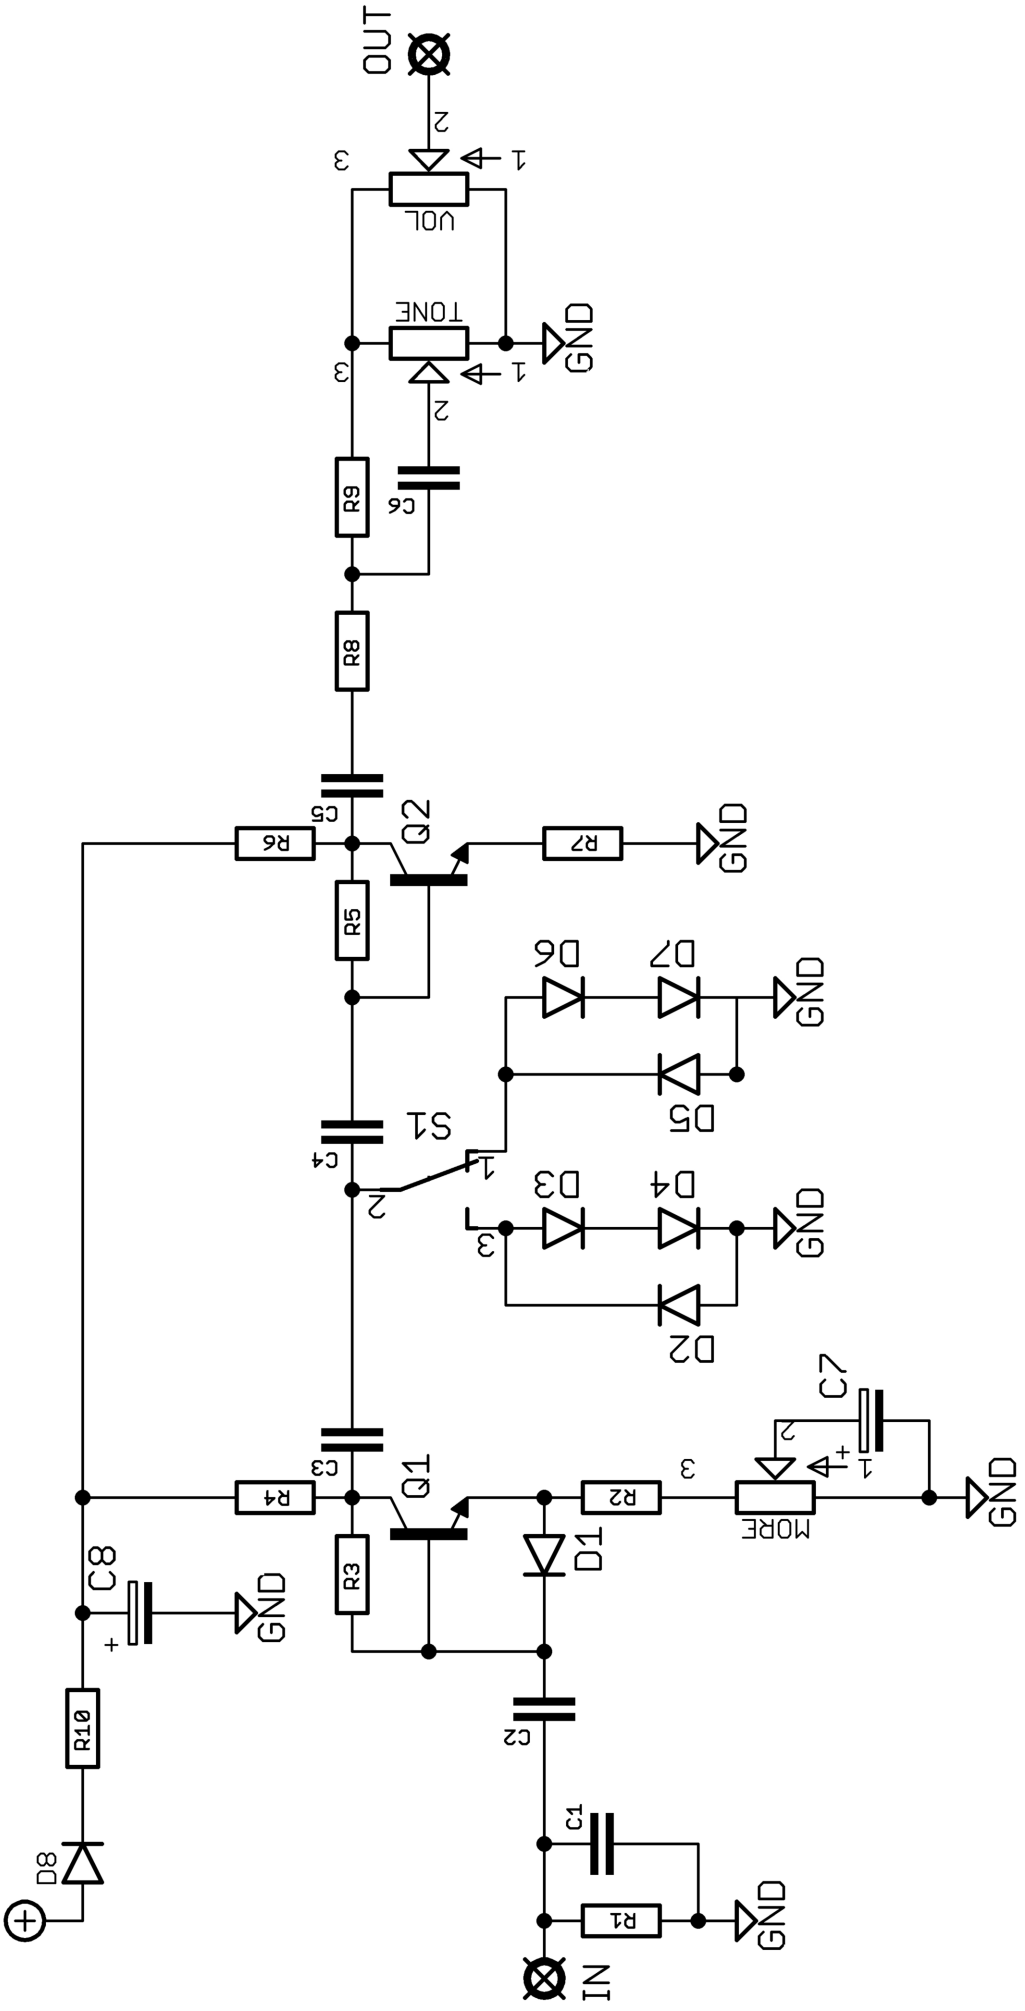 OUT
2
3
1
VOL
TONE
GND
3
1
2
R9
C6
R8
C5
R6
Q2
R7
GND
R5
D6
D7
GND
S1
D5
C4
1
2
D3
D4
GND
3
D2
C7
2
+
1
3
C3
R4
Q1
R2
MORE
GND
C8
R3
D1
+
GND
R10
C2
C1
D8
+
R1
GND
IN